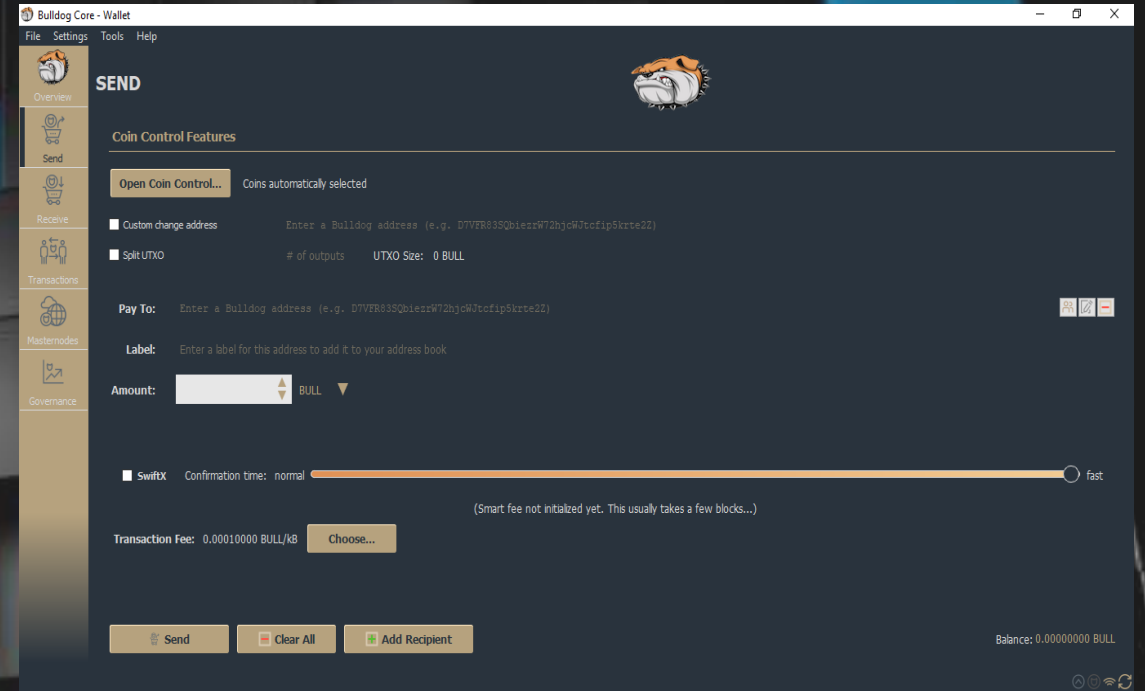 Bulldog Core - Wallet
File Settings Tools Help
Overview
Send
Receive
Transactions
Masternodes
Governance
SEND
Coin Control Features
Open Coin Control... Coins automatically selected
Custom change address Enter a Bulldog address (e.g. D7VFR83SQbiezrW72hjcWJtcfip5krte2Z)
Split UTXO # of outputs UTXO Size: 0 BULL
Pay To: Enter a Bulldog address (e.g. D7VFR83SQbiezrW72hjcWJtcfip5krte2Z)
Label: Enter a label for this address to add it to your address book
Amount: BULL
SwiftX Confirmation time: normal fast
(Smart fee not initialized yet. This usually takes a few blocks...)
Transaction Fee: 0.00010000 BULL/kB Choose...
Send Clear All Add Recipient Balance: 0.00000000 BULL